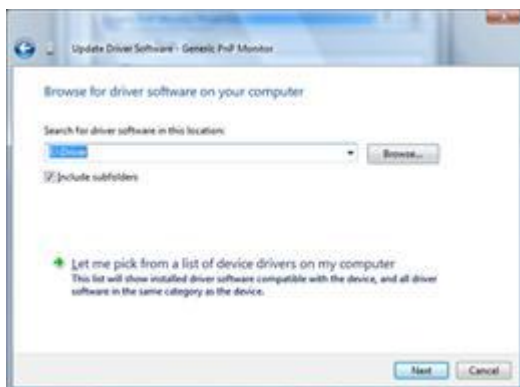 Update Driver Software - Generic PnP Monitor
Browse for driver software on your computer
Search for driver software in this location:
Browse...
Include subfolders
Let me pick from a list of device drivers on my computer
This list will show installed driver software compatible with the device, and all driver
software in the same category as the device.
Next Cancel